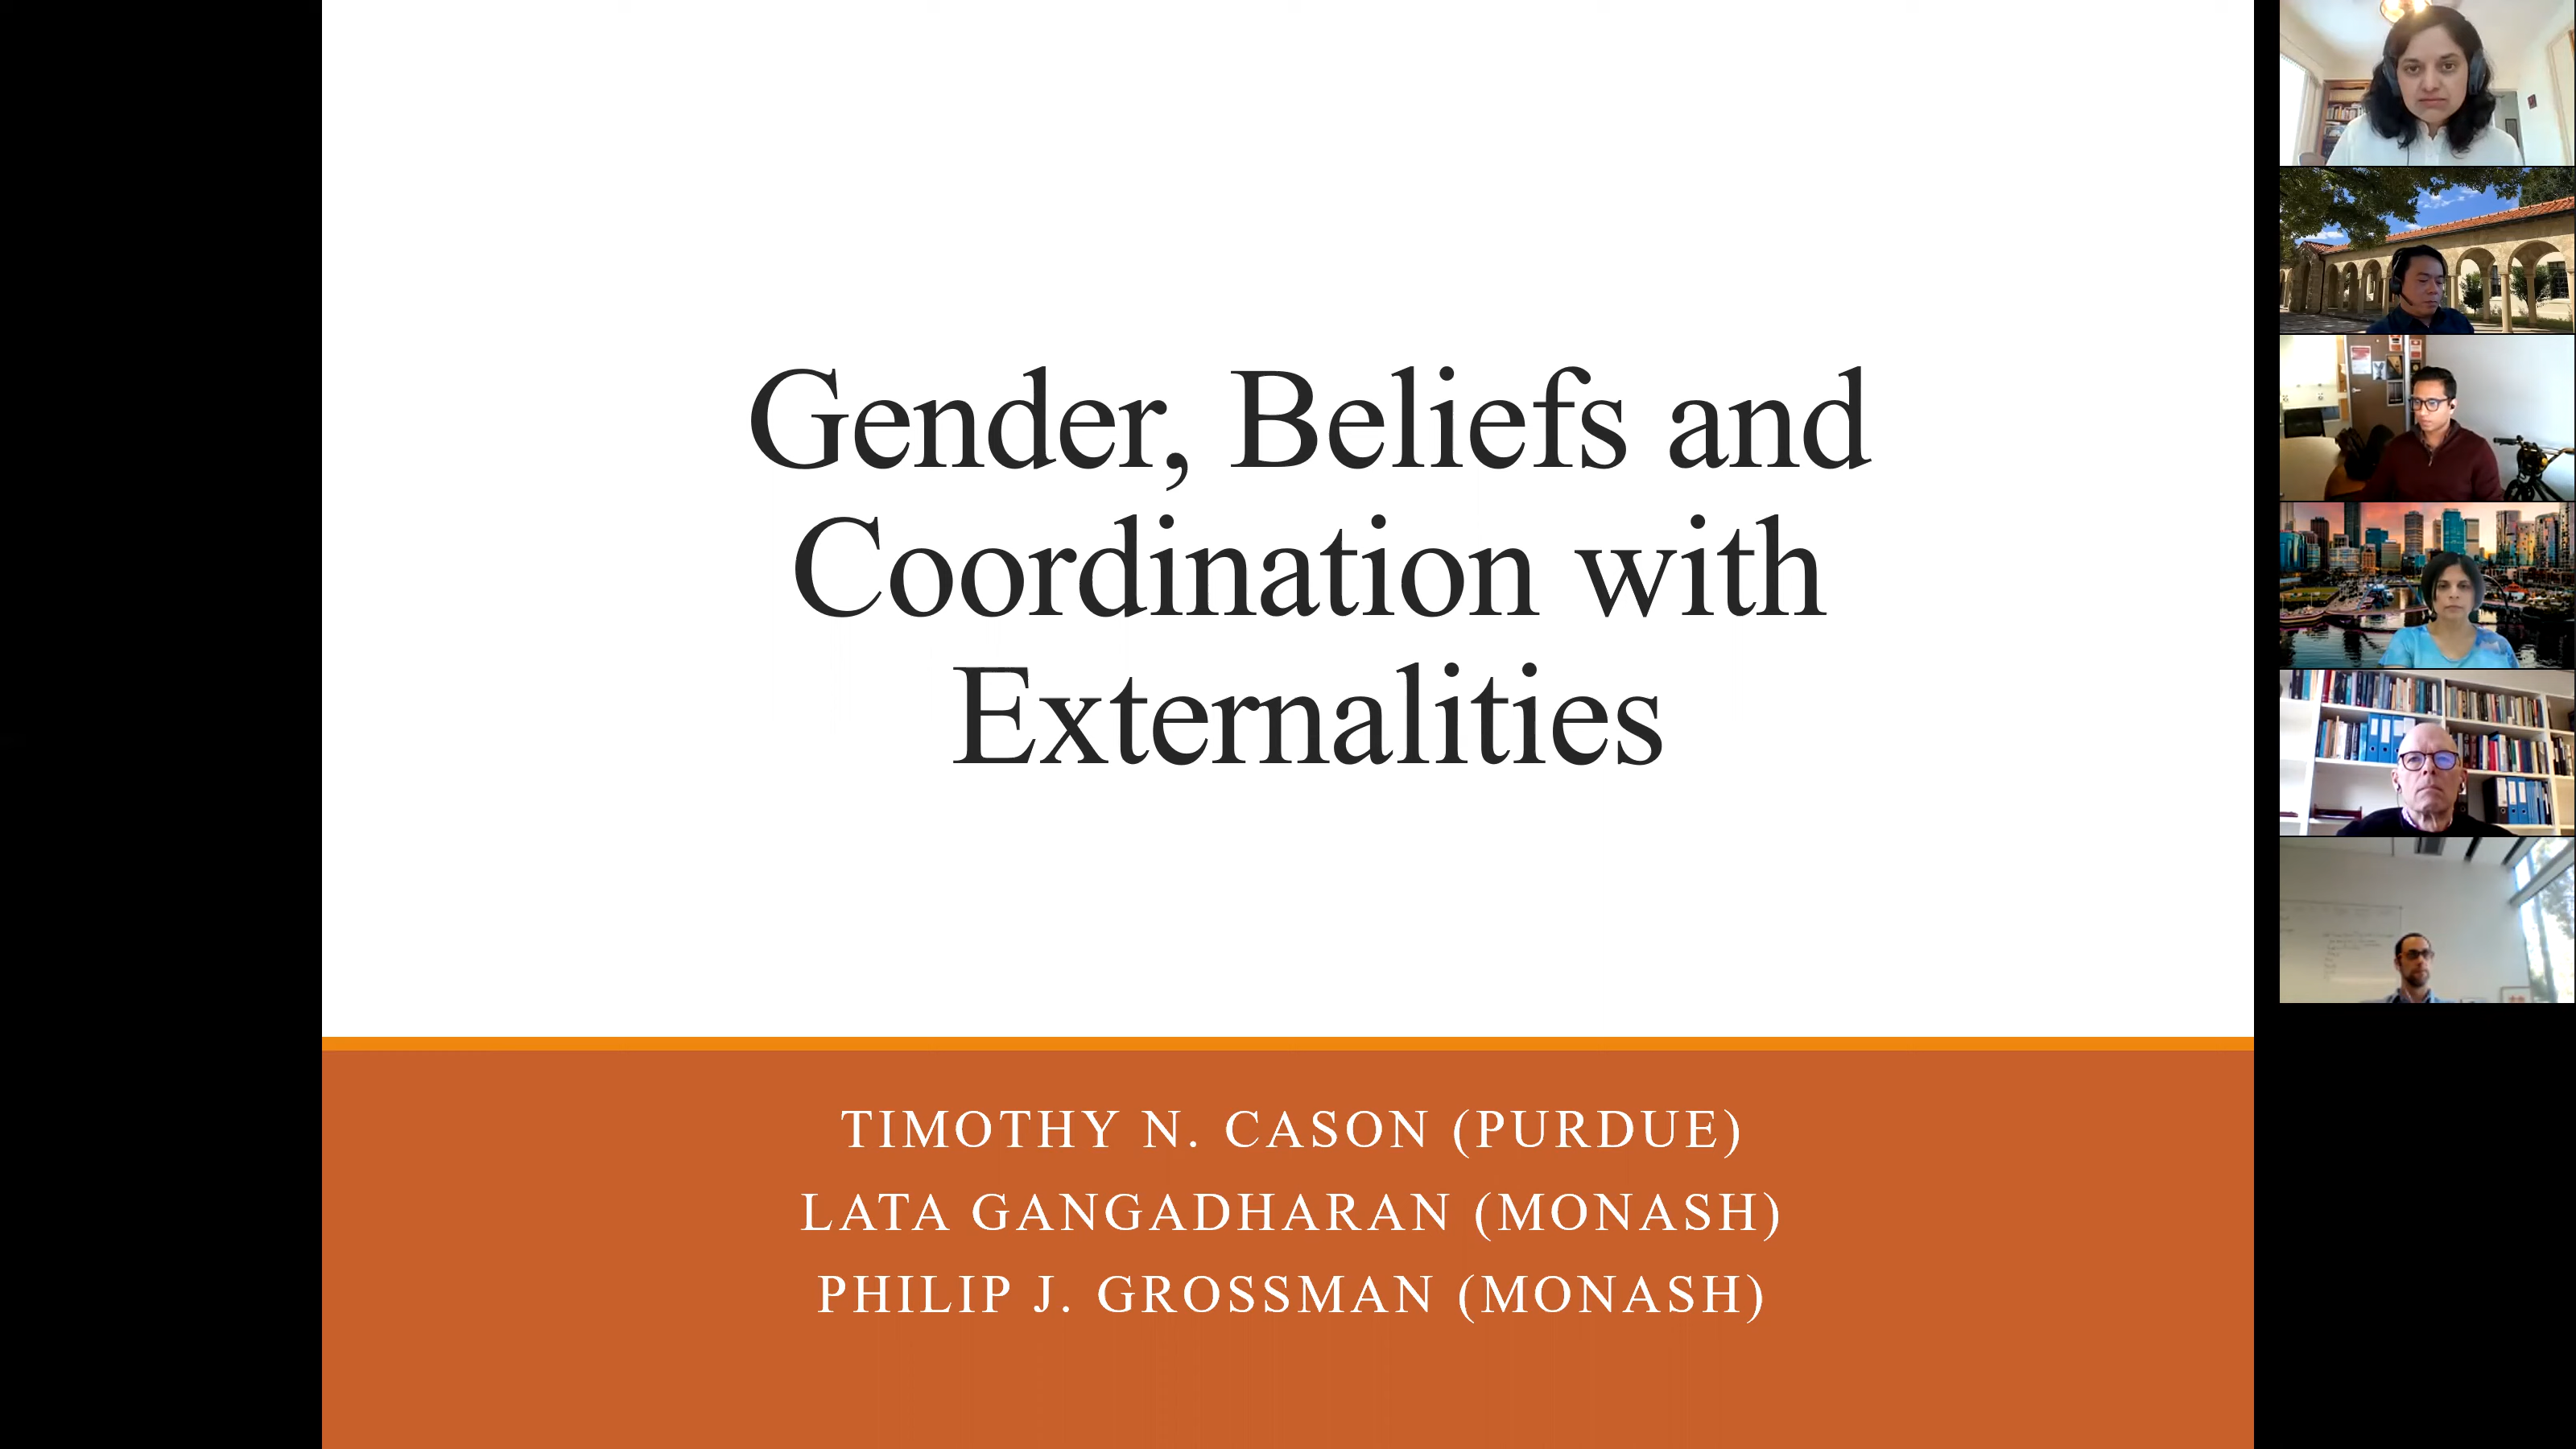 Gender, Beliefs and
Coordination with
Externalities
TIMOTHY N. CASON (PURDUE)
LATA GANGADHARAN (MONASH)
PHILIP J. GROSSMAN (MONASH)